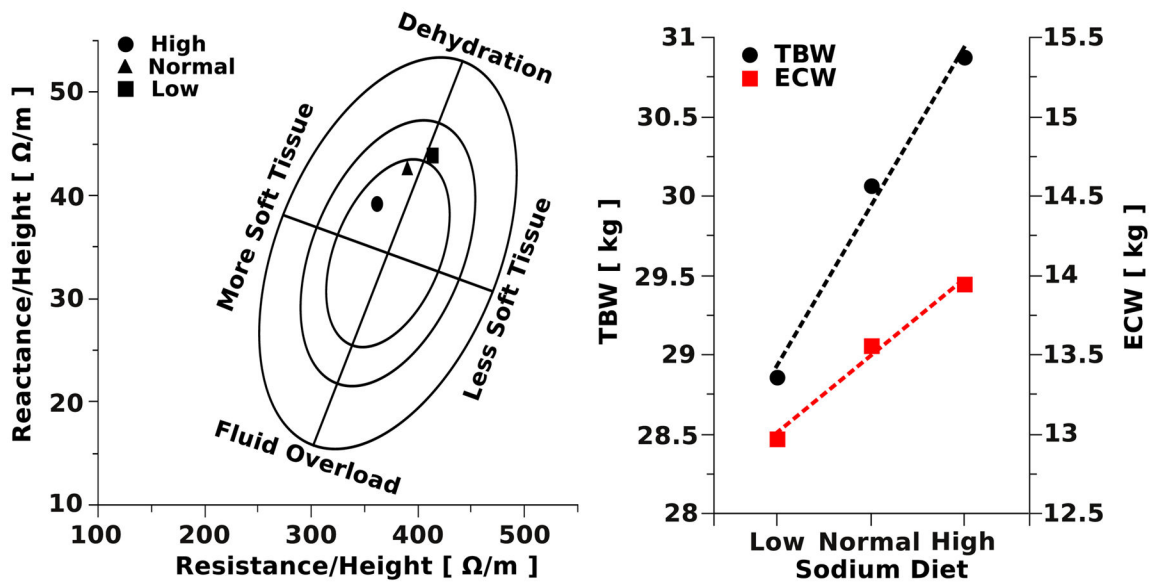 High
Normal
Low
Dehydration
More Soft Tissue
Less Soft Tissue
Fluid Overload
Reactance/Height [ Ω/m ]
50
40
30
20
10
100
200
300
400
500
Resistance/Height [ Ω/m ]
TBW
ECW
TBW [ kg ]
31
30.5
30
29.5
29
28.5
28
15.5
15
14.5
14
13.5
13
12.5
ECW [ kg ]
Low Normal High
Sodium Diet